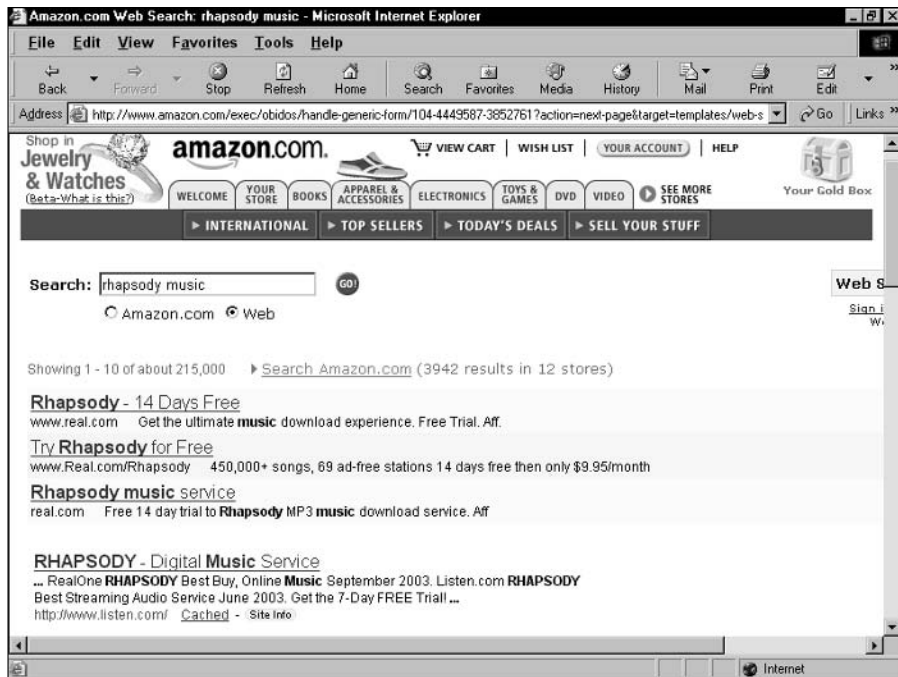 Amazon.com Web Search: rhapsody music - Microsoft Internet Explorer
File Edit View Favorites Tools Help
Back Forward Stop Refresh Home Search Favorites Media History Mail Print Edit
Address http://www.amazon.com/exec/obidos/handle-generic-form/104-4449587-3852761?action=next-page&target=templates/web-s Go Links
Shop in
Jewelry
& Watches
(Beta-What is this?)
amazon.com.
VIEW CART | WISH LIST | YOUR ACCOUNT | HELP
Your Gold Box
WELCOME YOUR STORE BOOKS APPAREL & ACCESSORIES ELECTRONICS TOYS & GAMES DVD VIDEO SEE MORE STORES
INTERNATIONAL TOP SELLERS TODAY'S DEALS SELL YOUR STUFF
Search: rhapsody music GO!
Amazon.com Web
Web S
Sign i
W
Showing 1 - 10 of about 215,000 Search Amazon.com (3942 results in 12 stores)
Rhapsody - 14 Days Free
www.real.com Get the ultimate music download experience. Free Trial. Aff.
Try Rhapsody for Free
www.Real.com/Rhapsody 450,000+ songs, 69 ad-free stations 14 days free then only $9.95/month
Rhapsody music service
real.com Free 14 day trial to Rhapsody MP3 music download service. Aff
RHAPSODY - Digital Music Service
... RealOne RHAPSODY Best Buy, Online Music September 2003. Listen.com RHAPSODY
Best Streaming Audio Service June 2003. Get the 7-Day FREE Trial! ...
http://www.listen.com/ Cached - Site Info
Internet